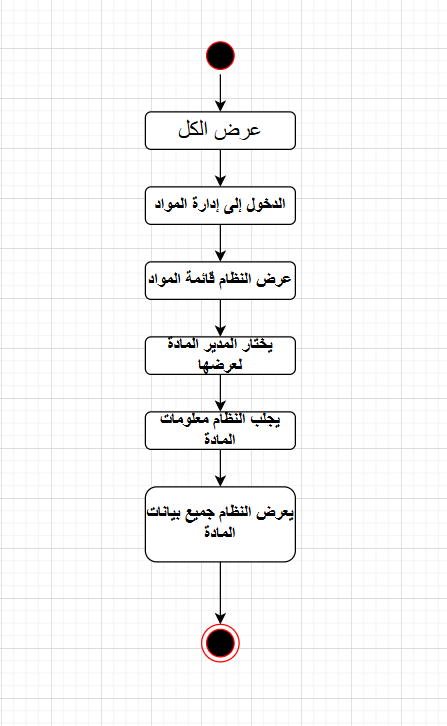 عرض الكل
الدخول إلى إدارة المواد
عرض النظام قائمة المواد
يختار المدير المادة
لعرضها
يجلب النظام معلومات
المادة
يعرض النظام جميع بيانات
المادة